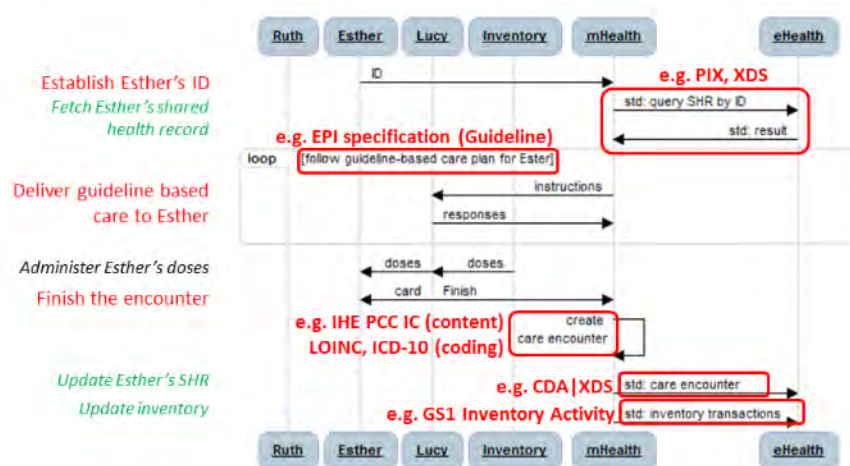 Ruth Esther Lucy Inventory mHealth eHealth
Establish Esther's ID
ID
e.g. PIX, XDS
Fetch Esther's shared
health record
std: query SHR by ID
std: result
e.g. EPI specification (Guideline)
loop [follow guideline-based care plan for Ester]
Deliver guideline based
care to Esther
instructions
responses
Administer Esther's doses
doses doses
Finish the encounter
card Finish
e.g. IHE PCC IC (content)
LOINC, ICD-10 (coding)
create
care encounter
Update Esther's SHR
e.g. CDA|XDS std: care encounter
Update inventory
e.g. GS1 Inventory Activity std: inventory transactions
Ruth Esther Lucy Inventory mHealth eHealth